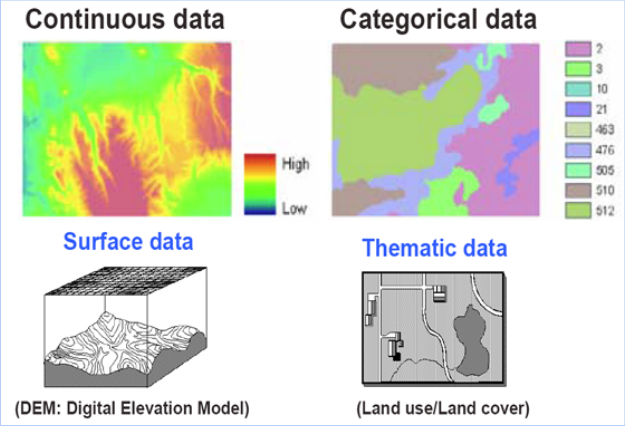 Continuous data
Categorical data
High
Low
2
3
10
21
463
476
505
510
512
Surface data
Thematic data
(DEM: Digital Elevation Model)
(Land use/Land cover)